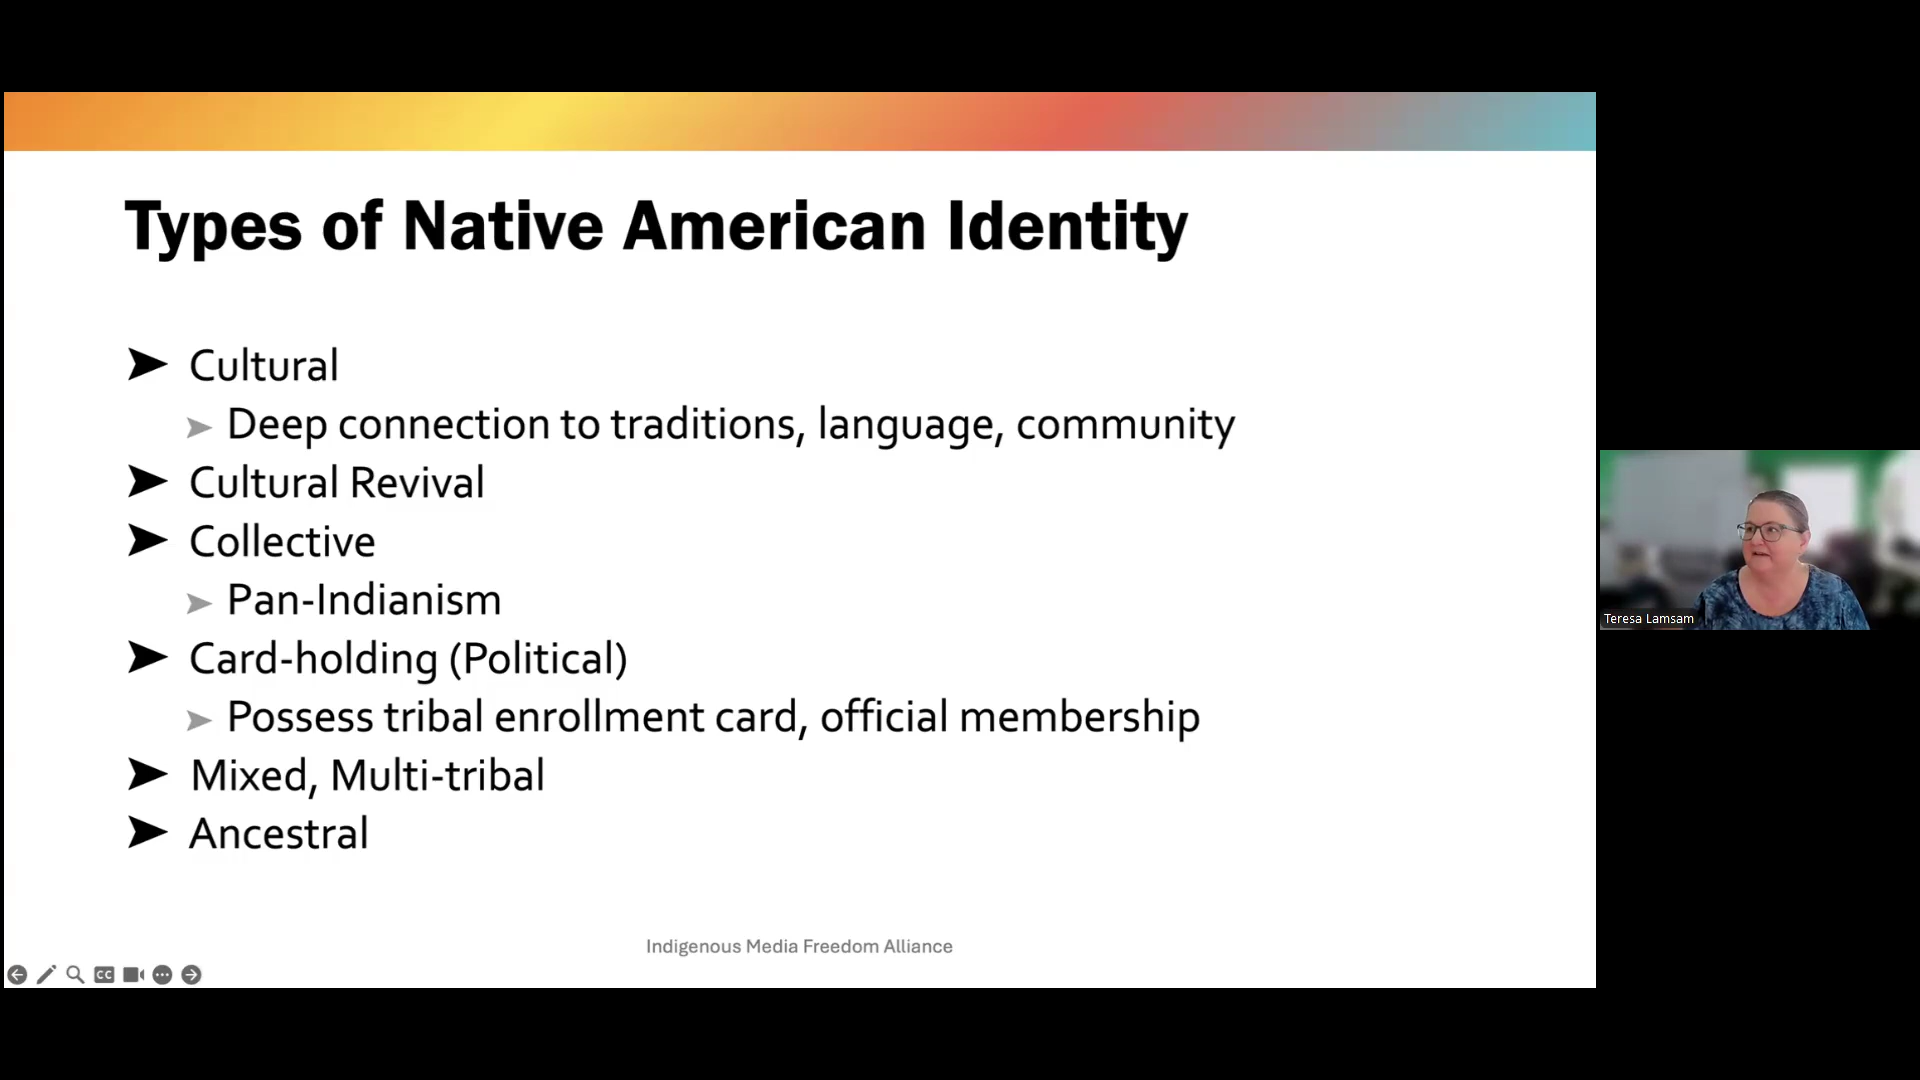 Types of Native American Identity
Cultural
Deep connection to traditions, language, community
Cultural Revival
Collective
Pan-Indianism
Card-holding (Political)
Possess tribal enrollment card, official membership
Mixed, Multi-tribal
Ancestral
Indigenous Media Freedom Alliance
CC
Teresa Lamsam